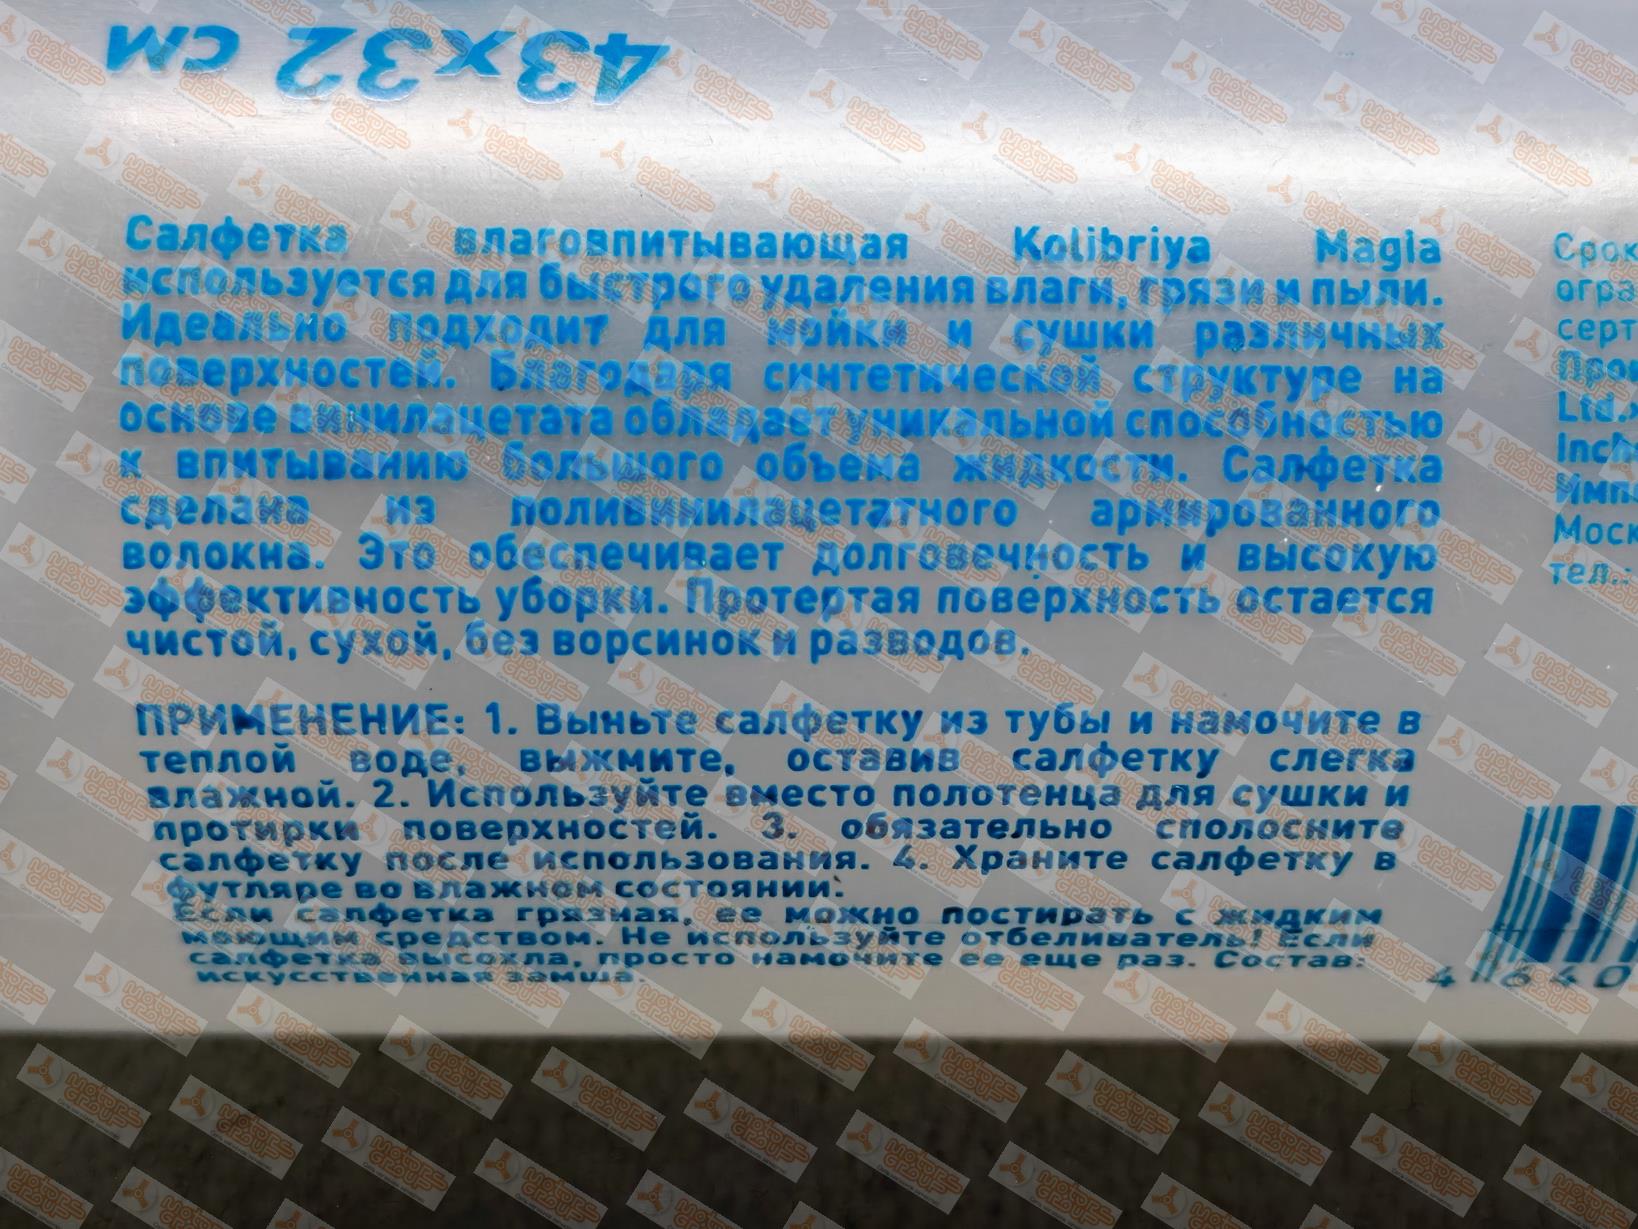 43х32 см
Салфетка влаговпитывающая Kolibriya Magia
используется для быстрого удаления влаги, грязи и пыли.
Идеально подходит для мойки и сушки различных
поверхностей. Благодаря синтетической структуре на
основе винилацетата обладает уникальной способностью
к впитыванию большого объема жидкости. Салфетка
сделана из поливинилацетатного армированного
волокна. Это обеспечивает долговечность и высокую
эффективность уборки. Протертая поверхность остается
чистой, сухой, без ворсинок и разводов.
ПРИМЕНЕНИЕ: 1. Выньте салфетку из тубы и намочите в
теплой воде, выжмите, оставив салфетку слегка
влажной. 2. Используйте вместо полотенца для сушки и
протирки поверхностей. 3. обязательно сполосните
салфетку после использования. 4. Храните салфетку в
футляре во влажном состоянии.
Если салфетка грязная, ее можно постирать с жидким
моющим средством. Не используйте отбеливатель! Если
салфетка высохла, просто намочите ее еще раз. Состав:
искусственная замша.
Срок
огра
серт
Прои
Ltd.»
Inch
Импо
Моск
тел.:
4 640